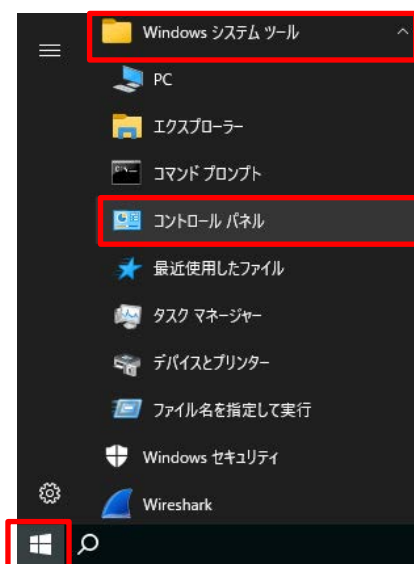 Windows システム ツール
PC
エクスプローラー
コマンド プロンプト
コントロール パネル
最近使用したファイル
タスク マネージャー
デバイスとプリンター
ファイル名を指定して実行
Windows セキュリティ
Wireshark